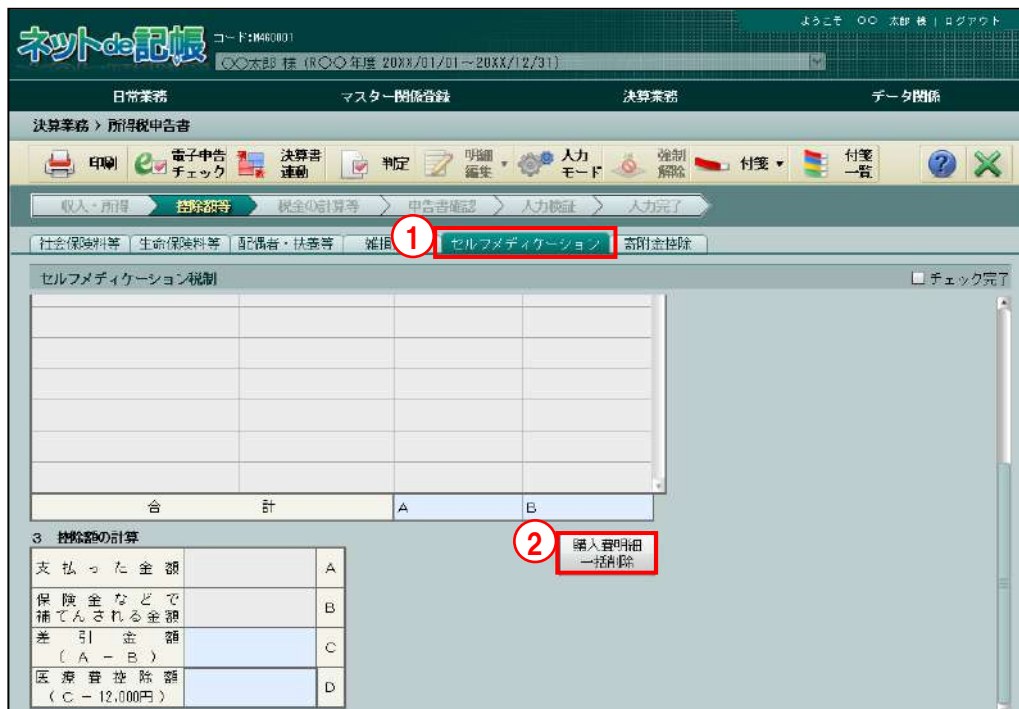 ようこそ ○○ 太郎 様 | ログアウト
ネットde記帳 コード:M460001
○○太郎 様 (R○○年度 20XX/01/01～20XX/12/31)
日常業務 マスター関係登録 決算業務 データ関係
決算業務 > 所得税申告書
印刷 電子申告チェック 決算書連動 判定 明細編集 入力モード 強制解除 付箋 付箋一覧
収入・所得 控除額等 税金の計算等 申告書確認 入力検証 入力完了
社会保険料等 生命保険料等 配偶者・扶養等 雑損 1 セルフメディケーション 寄附金控除
セルフメディケーション税制 チェック完了
合 計 A B
3 控除額の計算
2 購入費明細
一括削除
支払った金額 A
保険金などで
補てんされる金額 B
差引金額
(A－B) C
医療費控除額
(C－12,000円) D